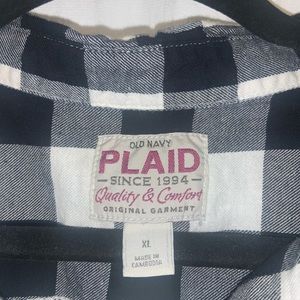 OLD NAVY
PLAID
SINCE 1994
Quality & Comfort
ORIGINAL GARMENT
XL
MADE IN
CAMBODIA